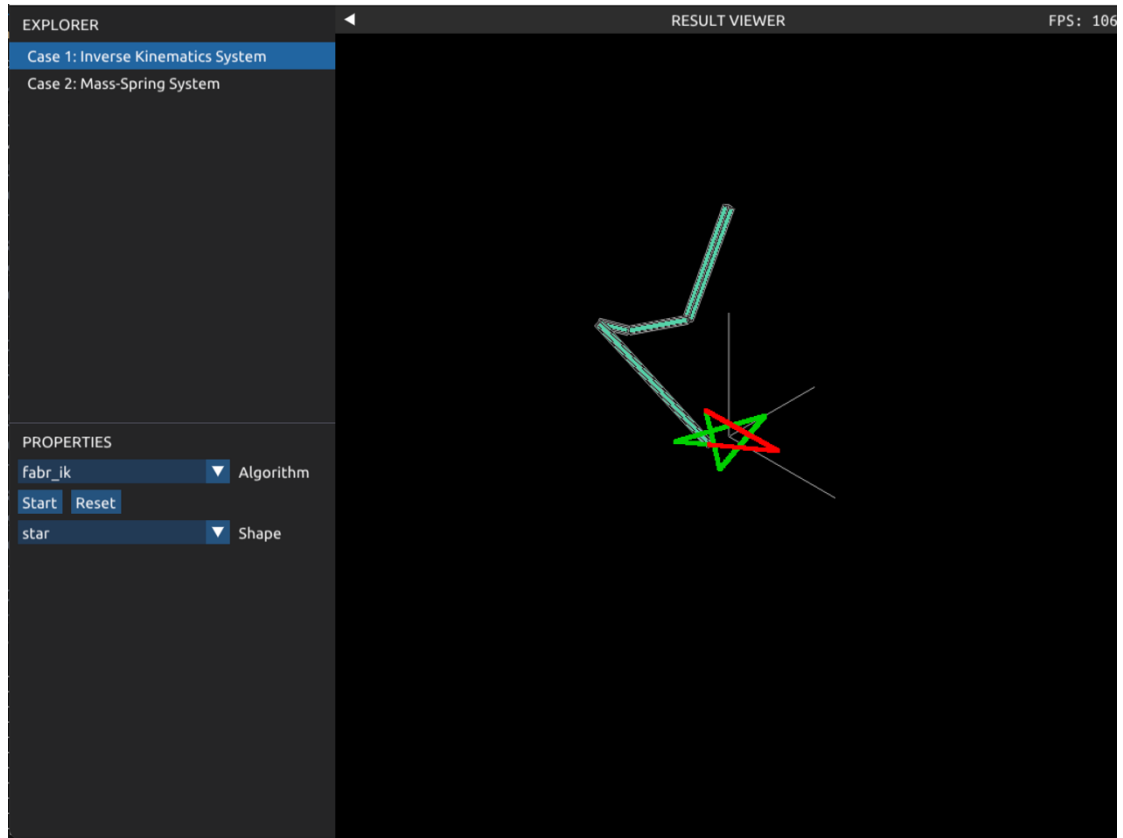 EXPLORER
Case 1: Inverse Kinematics System
Case 2: Mass-Spring System
PROPERTIES
fabr_ik Algorithm
Start Reset
star Shape
RESULT VIEWER FPS: 106